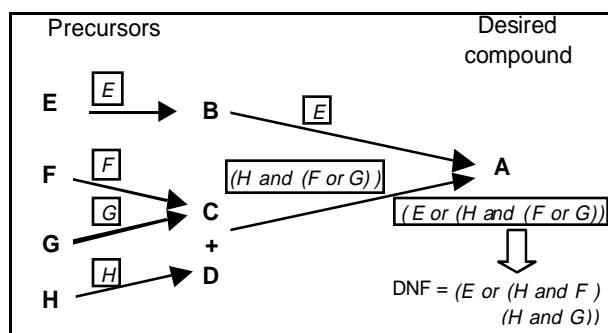 Precursors
Desired
compound
E
E
B
E
F
F
(H and (F or G))
A
G
C
G
+
(E or (H and (F or G))
H
H
D
DNF = (E or (H and F )
(H and G))